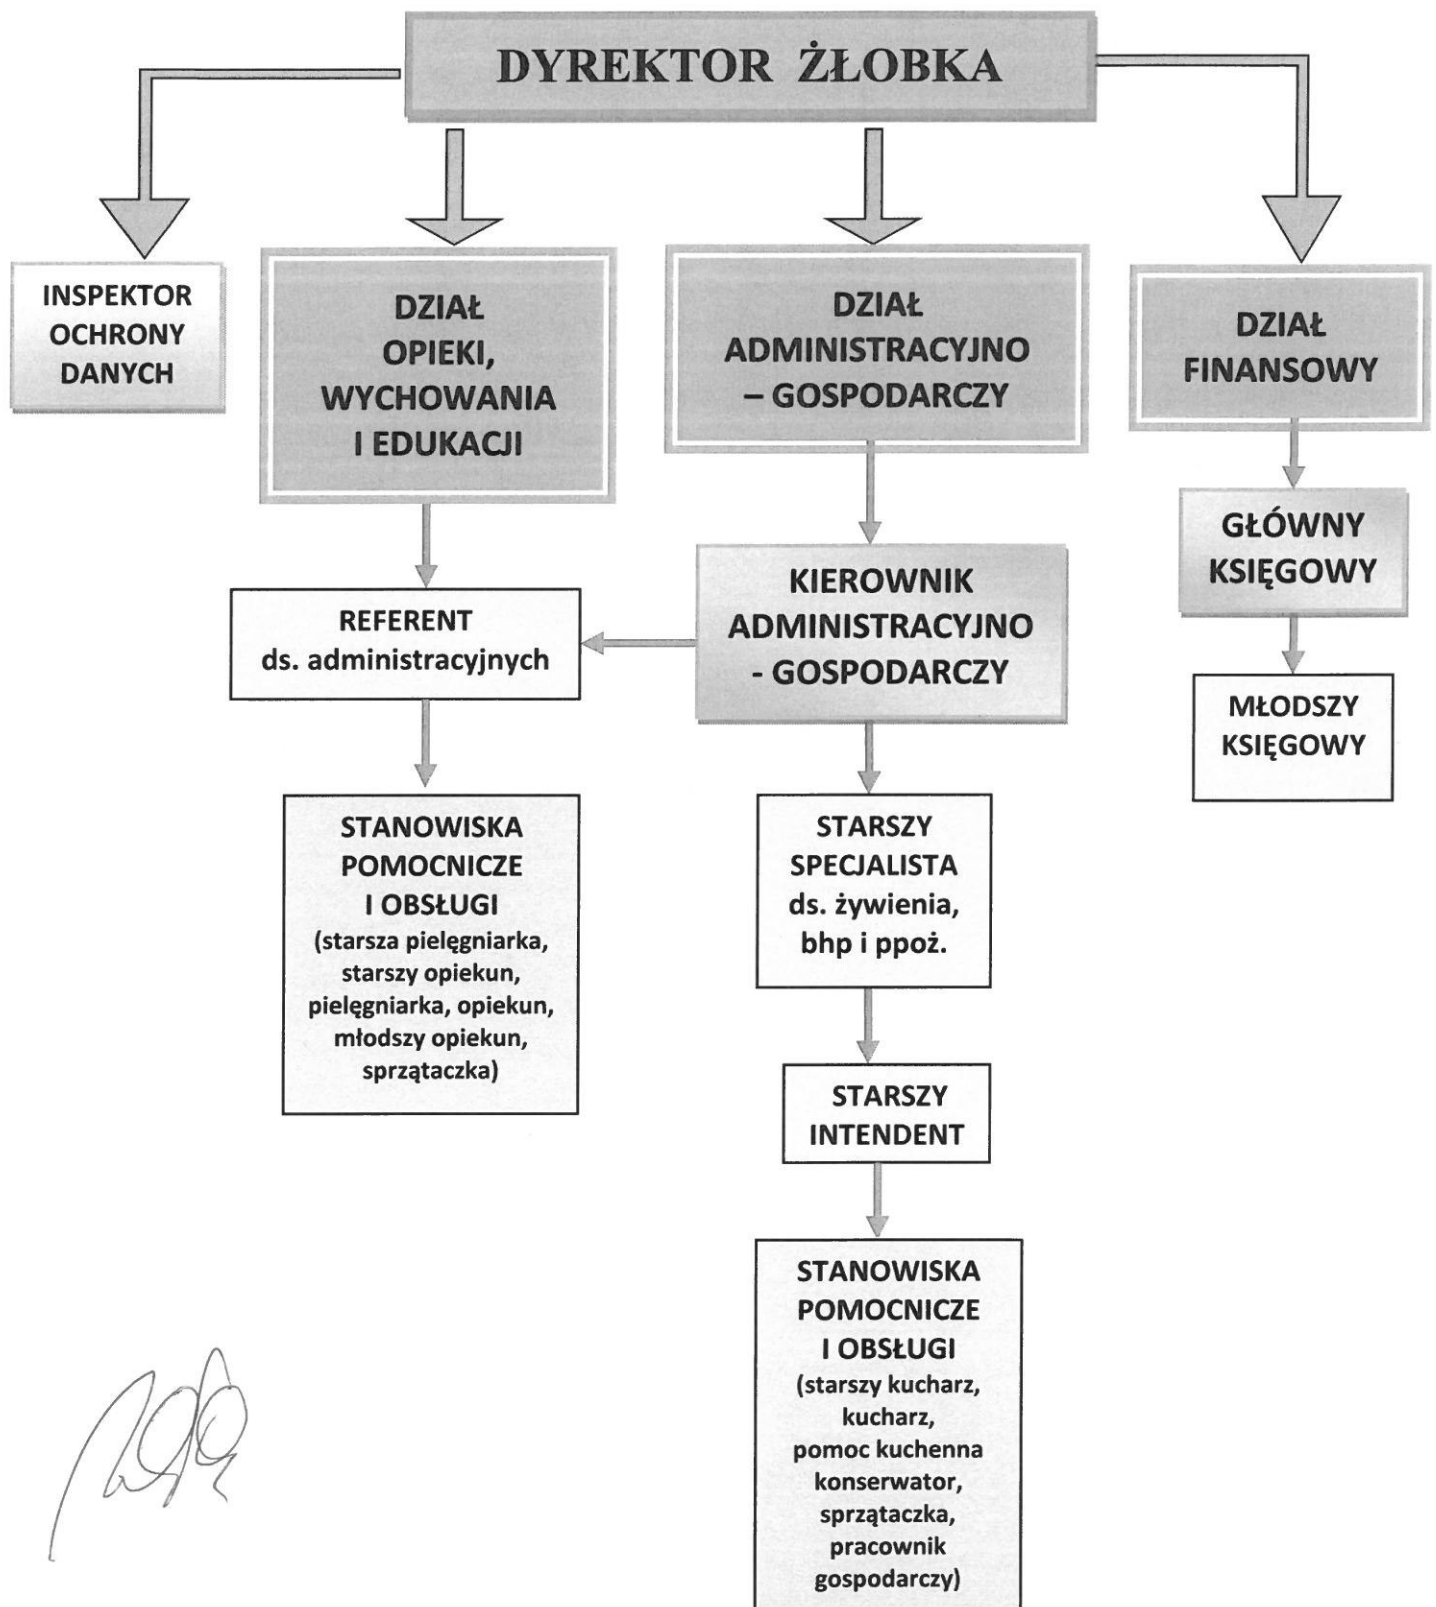 DYREKTOR ŻŁOBKA
INSPEKTOR
OCHRONY
DANYCH
DZIAŁ
OPIEKI,
WYCHOWANIA
I EDUKACJI
DZIAŁ
ADMINISTRACYJNO
– GOSPODARCZY
DZIAŁ
FINANSOWY
GŁÓWNY
KSIĘGOWY
KIEROWNIK
ADMINISTRACYJNO
- GOSPODARCZY
REFERENT
ds. administracyjnych
MŁODSZY
KSIĘGOWY
STANOWISKA
POMOCNICZE
I OBSŁUGI
(starsza pielęgniarka,
starszy opiekun,
pielęgniarka, opiekun,
młodszy opiekun,
sprzątaczka)
STARSZY
SPECJALISTA
ds. żywienia,
bhp i ppoż.
STARSZY
INTENDENT
STANOWISKA
POMOCNICZE
I OBSŁUGI
(starszy kucharz,
kucharz,
pomoc kuchenna
konserwator,
sprzątaczka,
pracownik
gospodarczy)